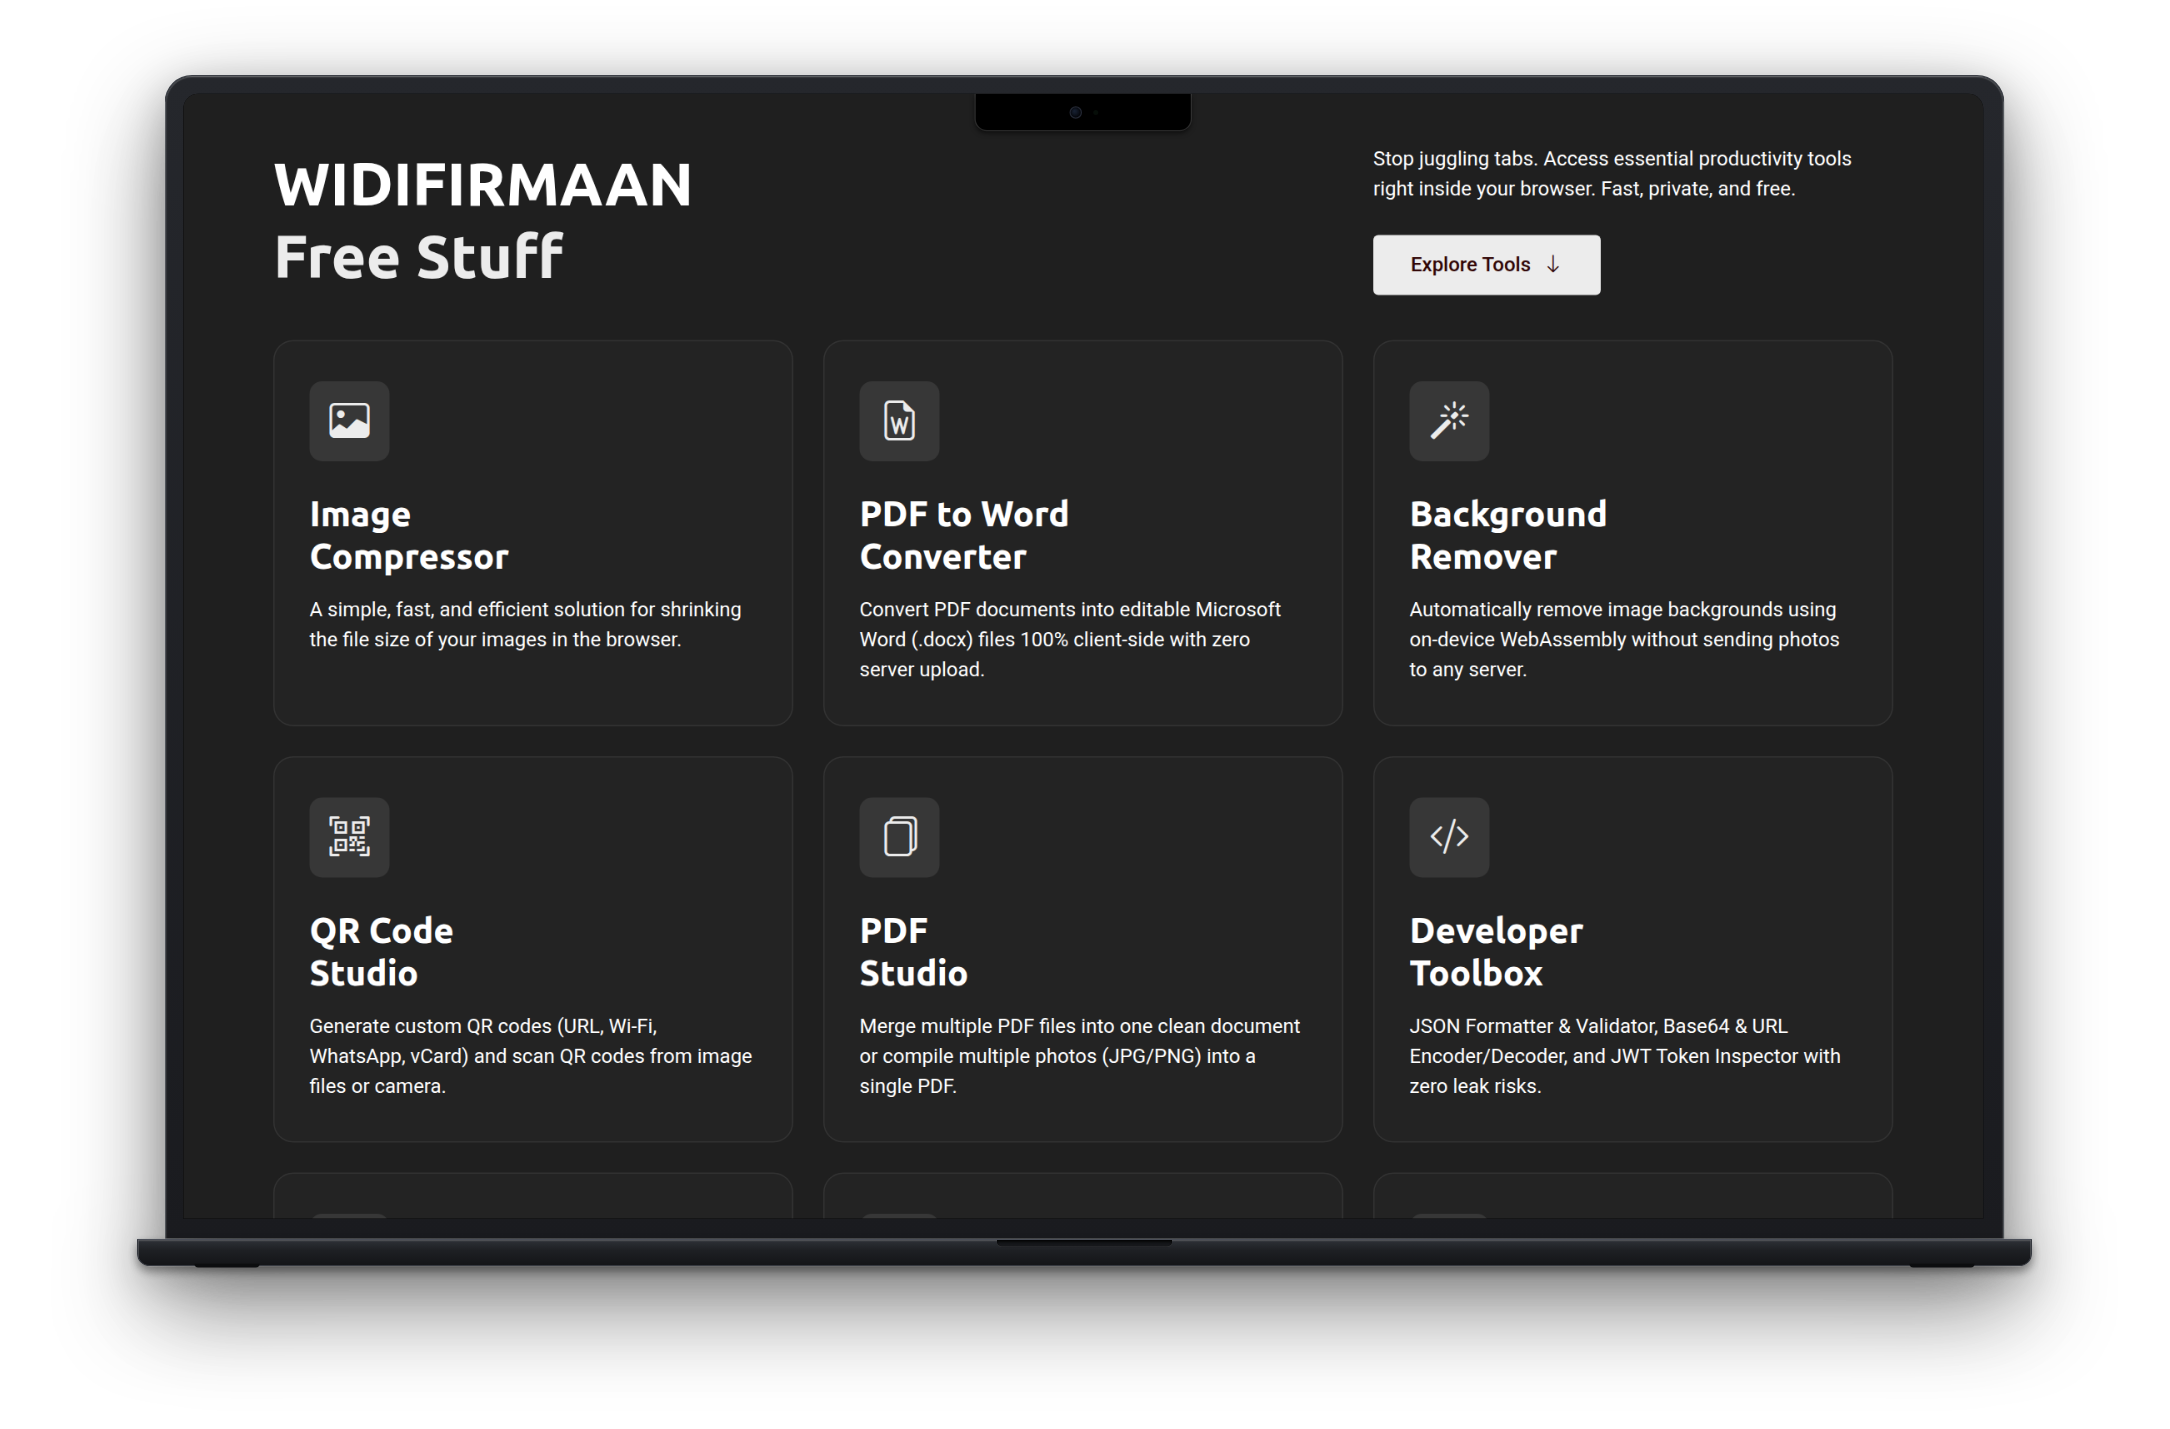 WIDIFIRMAAN
Free Stuff
Stop juggling tabs. Access essential productivity tools
right inside your browser. Fast, private, and free.
Explore Tools ↓
Image
Compressor
A simple, fast, and efficient solution for shrinking
the file size of your images in the browser.
W
PDF to Word
Converter
Convert PDF documents into editable Microsoft
Word (.docx) files 100% client-side with zero
server upload.
Background
Remover
Automatically remove image backgrounds using
on-device WebAssembly without sending photos
to any server.
QR Code
Studio
Generate custom QR codes (URL, Wi-Fi,
WhatsApp, vCard) and scan QR codes from image
files or camera.
PDF
Studio
Merge multiple PDF files into one clean document
or compile multiple photos (JPG/PNG) into a
single PDF.
Developer
Toolbox
JSON Formatter & Validator, Base64 & URL
Encoder/Decoder, and JWT Token Inspector with
zero leak risks.